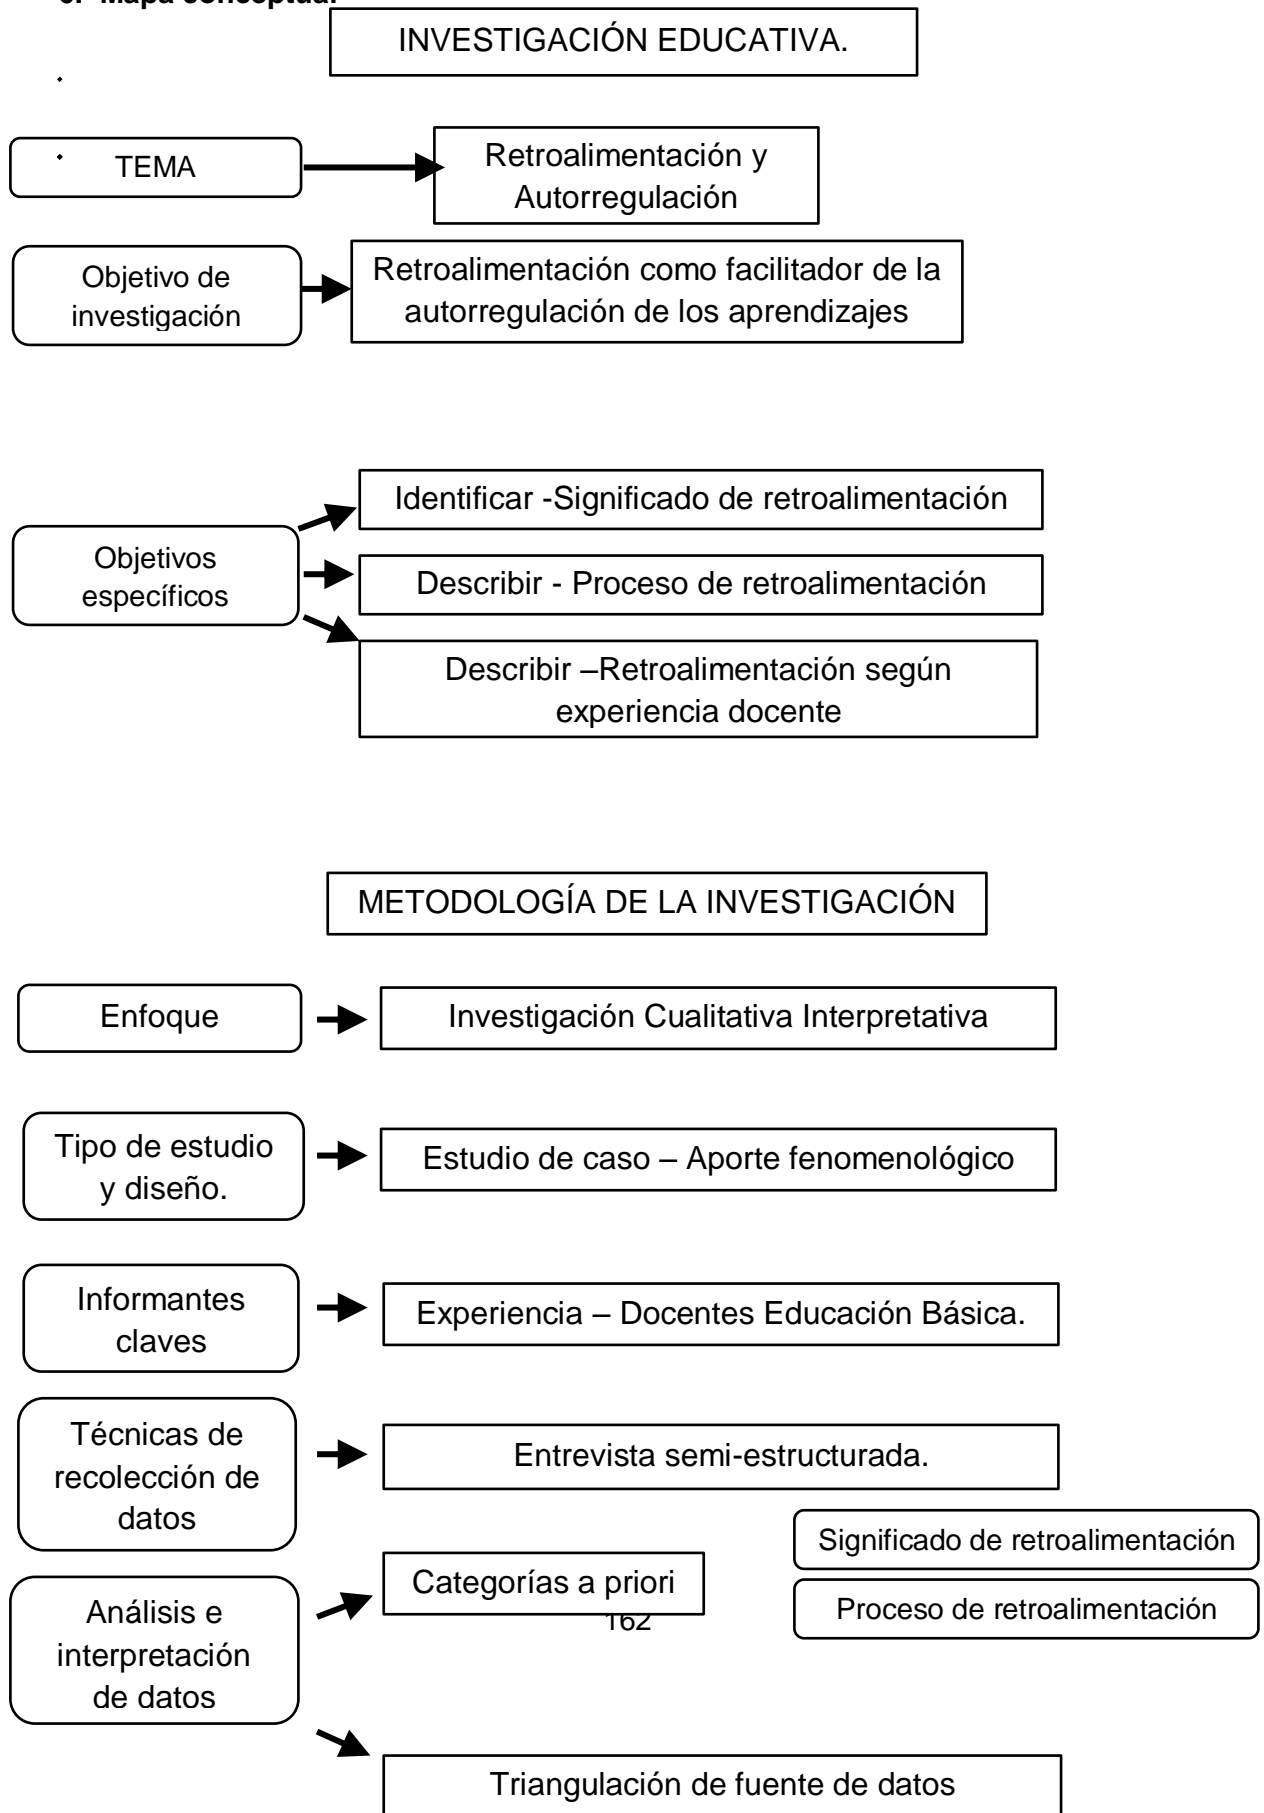 Mapa conceptual
INVESTIGACIÓN EDUCATIVA.
TEMA
Retroalimentación y
Autorregulación
Objetivo de
investigación
Retroalimentación como facilitador de la
autorregulación de los aprendizajes
Objetivos
específicos
Identificar -Significado de retroalimentación
Describir - Proceso de retroalimentación
Describir –Retroalimentación según
experiencia docente
METODOLOGÍA DE LA INVESTIGACIÓN
Enfoque
Investigación Cualitativa Interpretativa
Tipo de estudio
y diseño.
Estudio de caso – Aporte fenomenológico
Informantes
claves
Experiencia – Docentes Educación Básica.
Técnicas de
recolección de
datos
Entrevista semi-estructurada.
Análisis e
interpretación
de datos
Categorías a priori
Significado de retroalimentación
Proceso de retroalimentación
162
Triangulación de fuente de datos